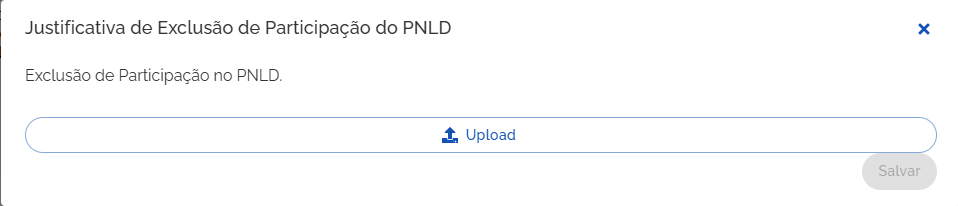 Justificativa de Exclusão de Participação do PNLD
Exclusão de Participação no PNLD.
Upload
Salvar